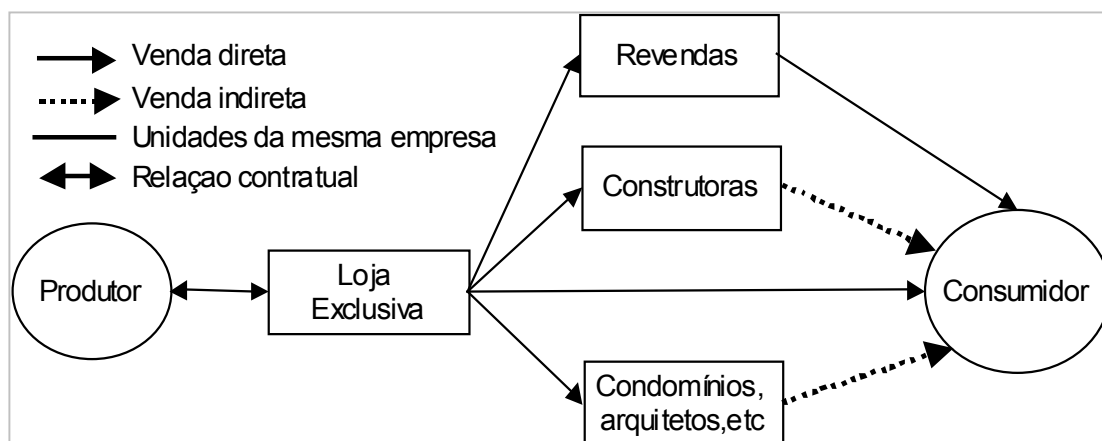 Venda direta
Venda indireta
Unidades da mesma empresa
Relaçao contratual
Revendas
Construtoras
Produtor
Loja
Exclusiva
Consumidor
Condomínios,
arquitetos,etc